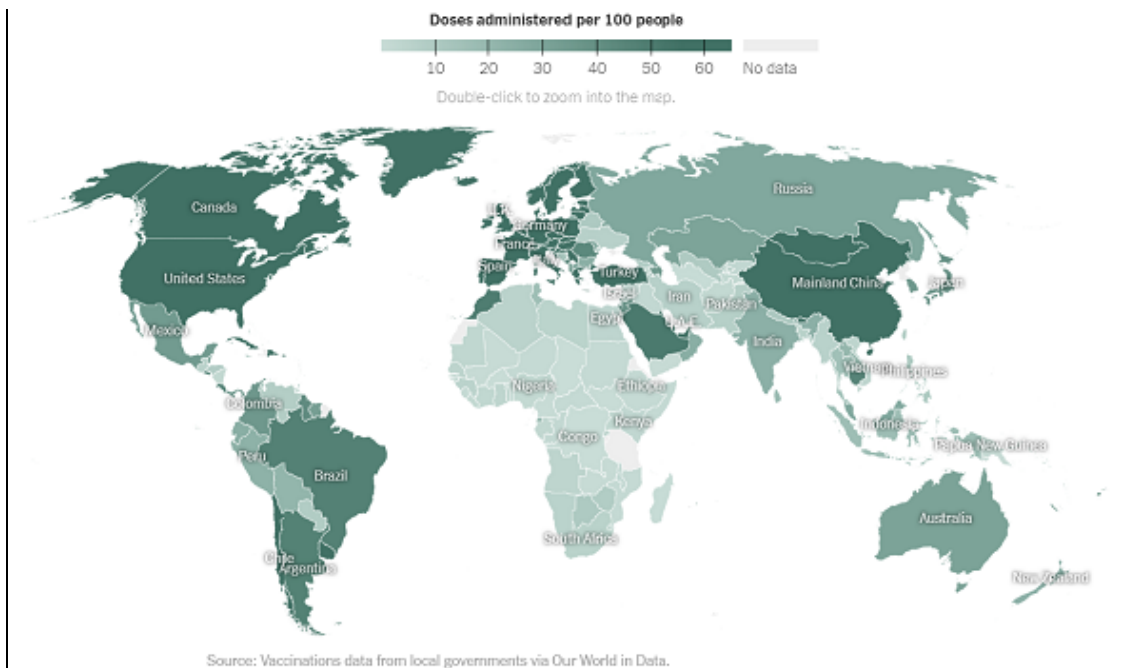 Doses administered per 100 people
10 20 30 40 50 60 No data
Double-click to zoom into the map.
Canada
Russia
U.K.
Germany
France
United States
Spain
Italy
Turkey
Mainland China
Japan
Israel
Iran
Pakistan
Mexico
Egypt
U.A.E.
India
Vietnam
Philippines
Nigeria
Ethiopia
Colombia
Kenya
Indonesia
Congo
Papua New Guinea
Peru
Brazil
Australia
South Africa
Chile
Argentina
New Zealand
Source: Vaccinations data from local governments via Our World in Data.